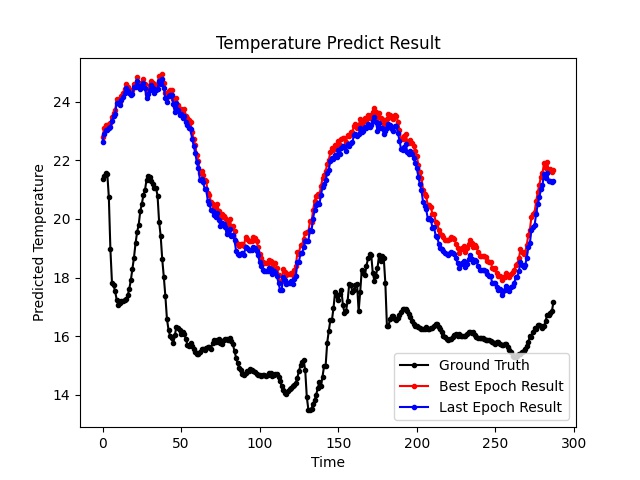 Temperature Predict Result
Predicted Temperature
24
22
20
18
16
14
0 50 100 150 200 250 300
Time
Ground Truth
Best Epoch Result
Last Epoch Result